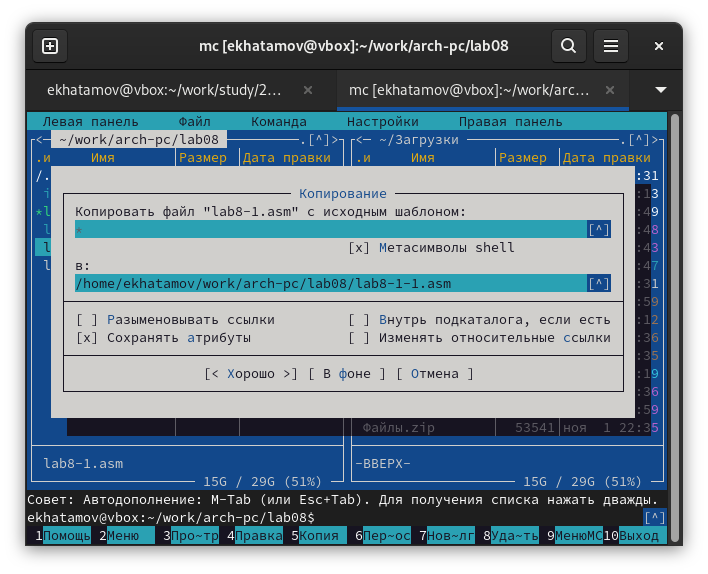 mc [ekhatamov@vbox]:~/work/arch-pc/lab08
ekhatamov@vbox:~/work/study/2...
mc [ekhatamov@vbox]:~/work/arc...
Левая панель Файл Команда Настройки Правая панель
<— ~/work/arch-pc/lab08 .[^]> <— ~/Загрузки .[^]>
.и Имя Размер Дата правки .и Имя Размер Дата правки
/. :31
i :13
*l :49
l :48
l :43
l :47
:31
:59
:12
:36
:35
:19
:36
:59
Копирование
Копировать файл "lab8-1.asm" с исходным шаблоном:
* [^]
[x] Метасимволы shell
в:
/home/ekhatamov/work/arch-pc/lab08/lab8-1-1.asm [^]
[ ] Разыменовывать ссылки [ ] Внутрь подкаталога, если есть
[x] Сохранять атрибуты [ ] Изменять относительные ссылки
[< Хорошо >] [ В фоне ] [ Отмена ]
Файлы.zip 53541 ноя 1 22:35
lab8-1.asm -ВВЕРХ-
15G / 29G (51%) 15G / 29G (51%)
Совет: Автодополнение: M-Tab (или Esc+Tab). Для получения списка нажать дважды.
ekhatamov@vbox:~/work/arch-pc/lab08$ [^]
1Помощь 2Меню 3Про~тр 4Правка 5Копия 6Пер~ос 7Нов~лг 8Уда~ть 9МенюMC 10Выход